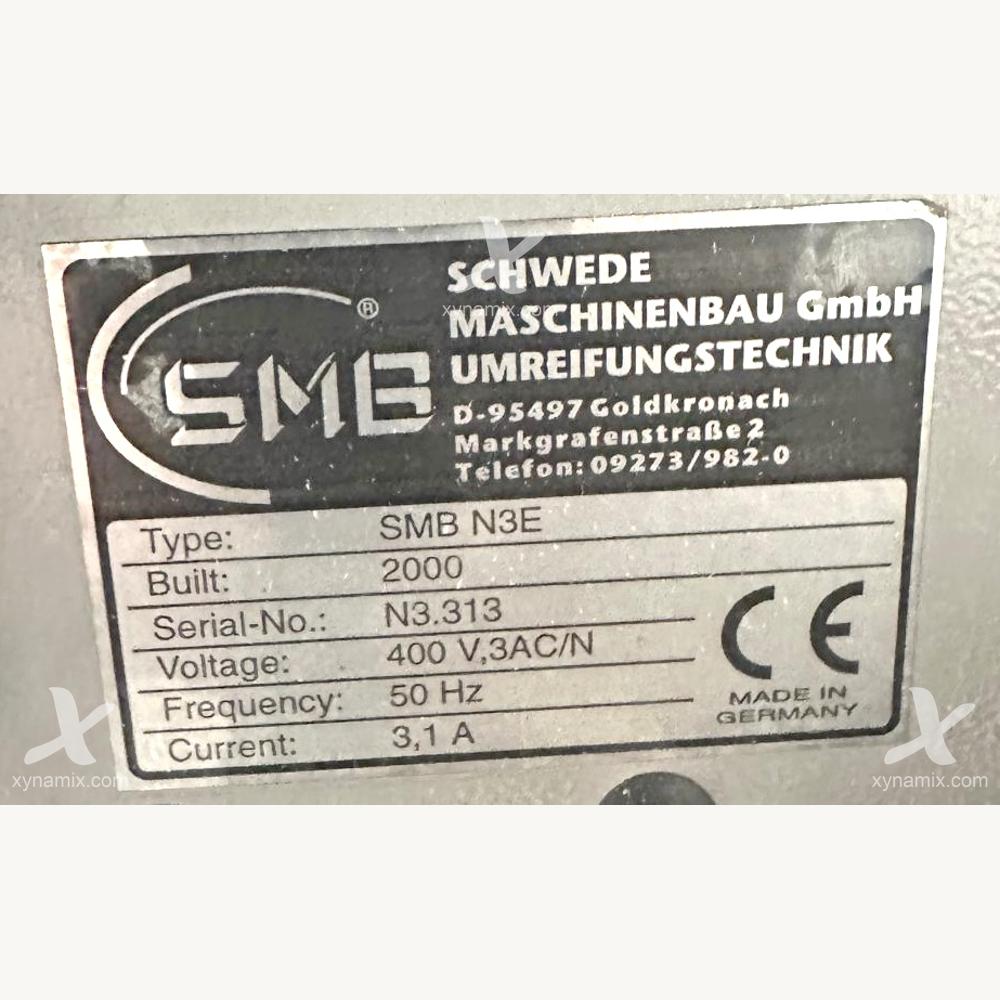 SMB®
SCHWEDE
MASCHINENBAU GmbH
UMREIFUNGSTECHNIK
D-95497 Goldkronach
Markgrafenstraße 2
Telefon: 09273/982-0
Type: SMB N3E
Built: 2000
Serial-No.: N3.313
Voltage: 400 V,3AC/N
Frequency: 50 Hz
Current: 3,1 A
CE
MADE IN
GERMANY
xynamix.com
xynamix.com
xynamix.com